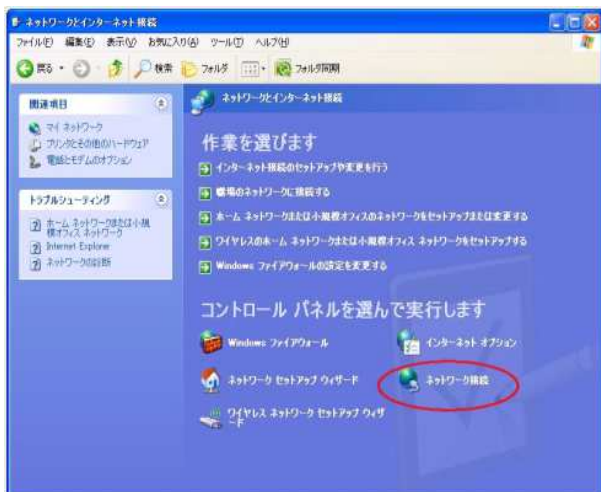 ネットワークとインターネット接続
ファイル(F) 編集(E) 表示(V) お気に入り(A) ツール(T) ヘルプ(H)
戻る 検索 フォルダ フォルダ同期
関連項目
マイ ネットワーク
プリンタとその他のハードウェア
電話とモデムのオプション
トラブルシューティング
ホーム ネットワークまたは小規
模オフィス ネットワーク
Internet Explorer
ネットワークの診断
ネットワークとインターネット接続
作業を選びます
インターネット接続のセットアップや変更を行う
職場のネットワークに接続する
ホーム ネットワークまたは小規模オフィスのネットワークをセットアップまたは変更する
ワイヤレスのホーム ネットワークまたは小規模オフィス ネットワークをセットアップする
Windows ファイアウォールの設定を変更する
コントロール パネルを選んで実行します
Windows ファイアウォール
インターネット オプション
ネットワーク セットアップ ウィザード
ネットワーク接続
ワイヤレス ネットワーク セットアップ ウィザ
ード